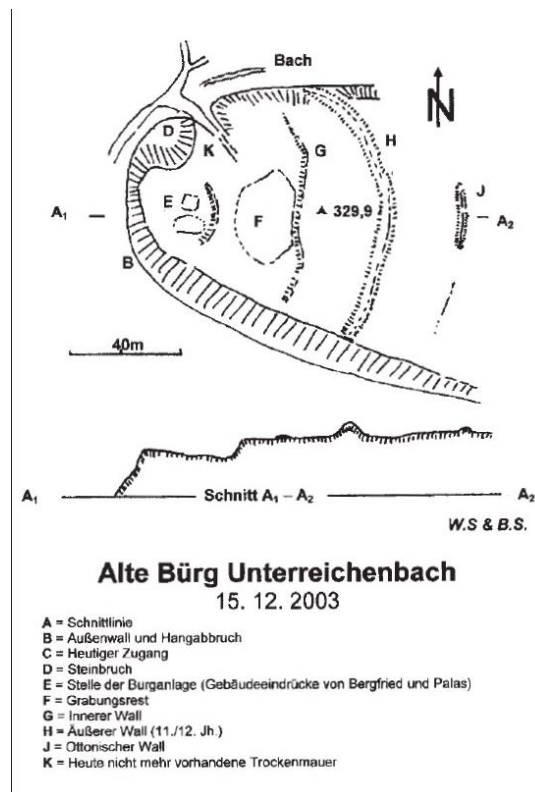 Bach
N
D
K
G
H
E
F
▲ 329,9
J
A₁
A₂
B
40m
A₁
Schnitt A₁ – A₂
A₂
W.S & B.S.
Alte Bürg Unterreichenbach
15. 12. 2003
A = Schnittlinie
B = Außenwall und Hangabbruch
C = Heutiger Zugang
D = Steinbruch
E = Stelle der Burganlage (Gebäudeeindrücke von Bergfried und Palas)
F = Grabungsrest
G = Innerer Wall
H = Äußerer Wall (11./12. Jh.)
J = Ottonischer Wall
K = Heute nicht mehr vorhandene Trockenmauer